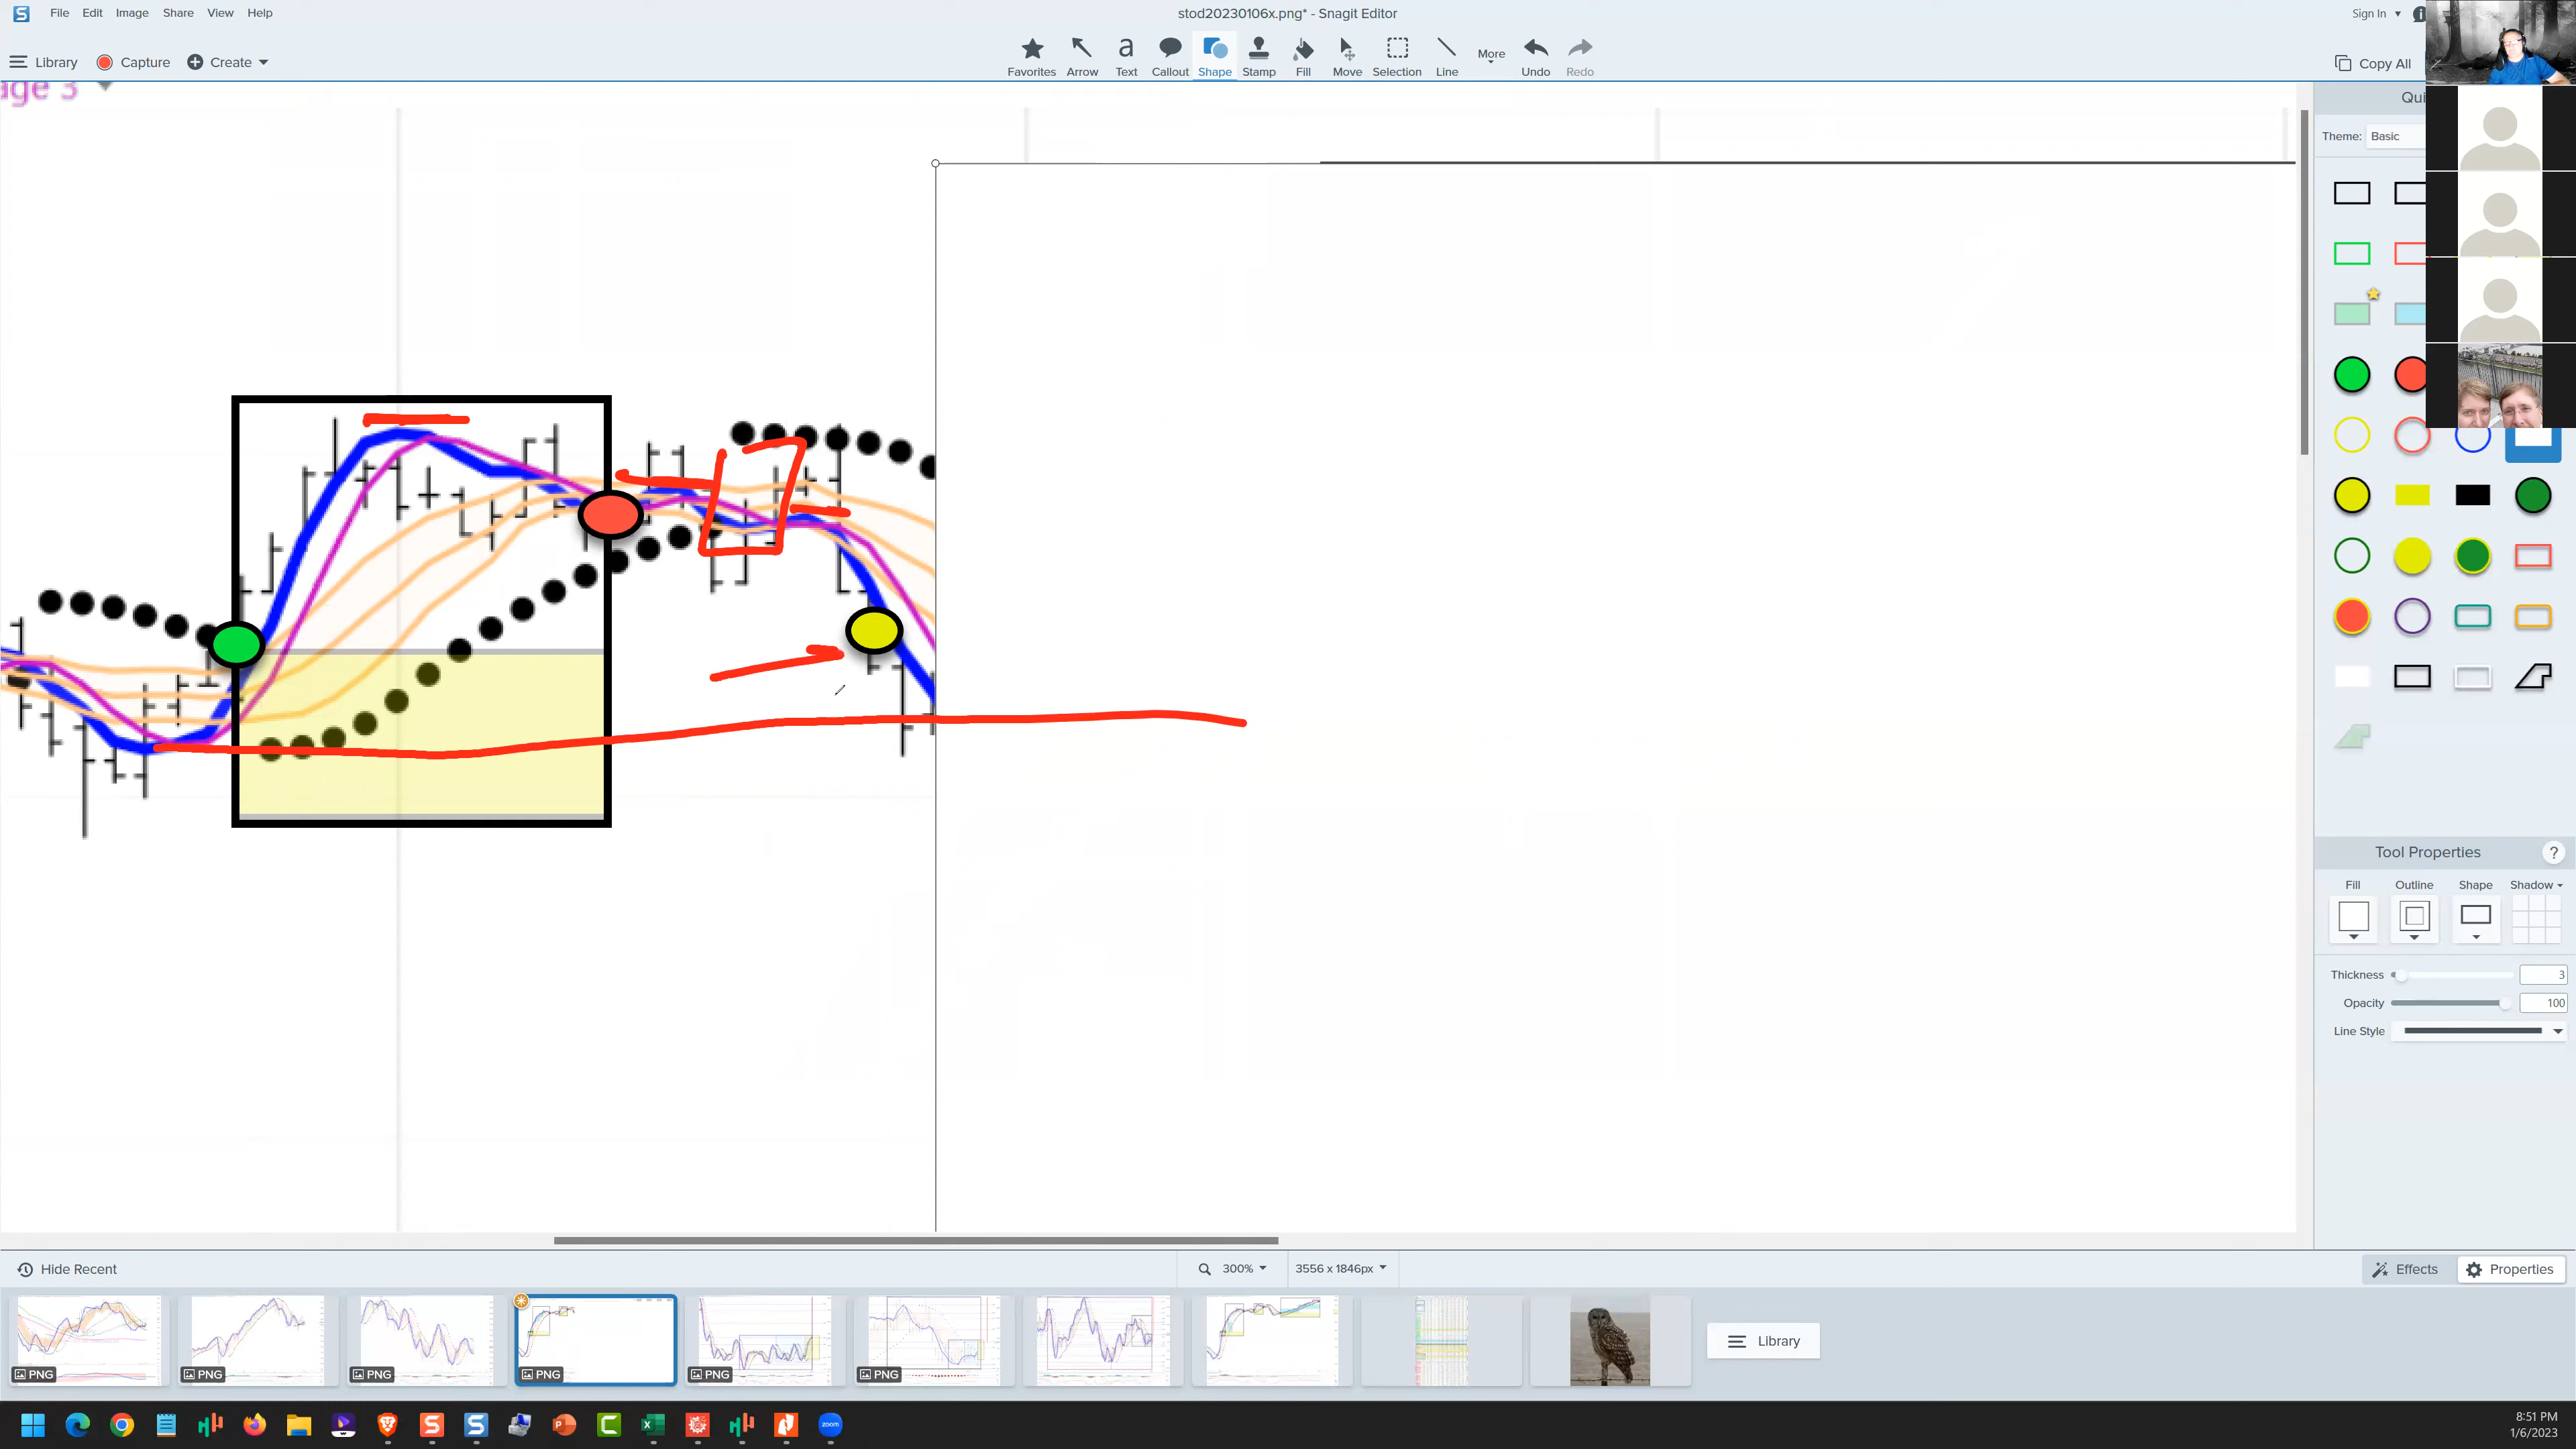 File Edit Image Share View Help
stod20230106x.png* - Snagit Editor
Sign In
Library Capture Create
Favorites Arrow Text Callout Shape Stamp Fill Move Selection Line More Undo Redo
Copy All
age 3
Theme: Basic
Tool Properties ?
Fill Outline Shape Shadow
Thickness 3
Opacity 100
Line Style
Hide Recent
300% 3556 x 1846px
Effects Properties
PNG PNG PNG PNG PNG PNG
Library
zoom
8:51 PM
1/6/2023